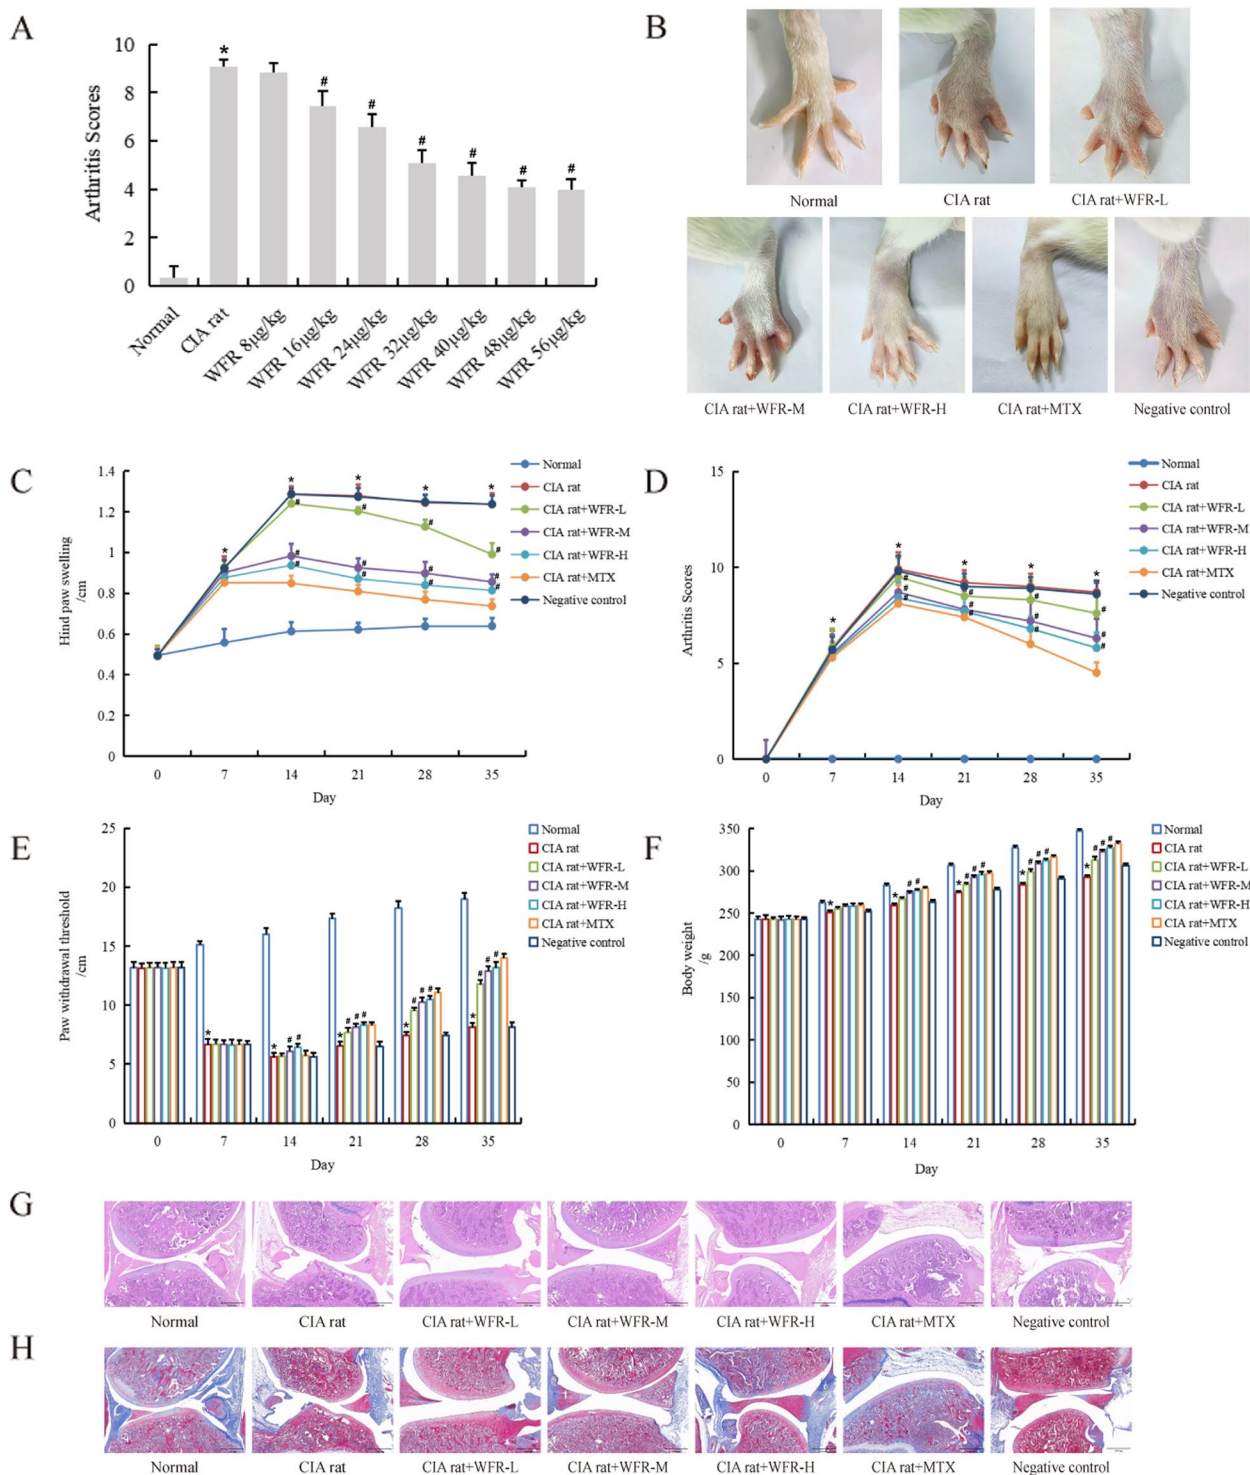 A
Arthritis Scores
10
8
6
4
2
0
*
#
#
#
#
#
#
Normal
CIA rat
WFR 8μg/kg
WFR 16μg/kg
WFR 24μg/kg
WFR 32μg/kg
WFR 40μg/kg
WFR 48μg/kg
WFR 56μg/kg
B
Normal
CIA rat
CIA rat+WFR-L
CIA rat+WFR-M
CIA rat+WFR-H
CIA rat+MTX
Negative control
C
Hind paw swelling
/cm
1.4
1.2
1
0.8
0.6
0.4
0.2
0
0 7 14 21 28 35
Day
Normal
CIA rat
CIA rat+WFR-L
CIA rat+WFR-M
CIA rat+WFR-H
CIA rat+MTX
Negative control
D
Arthritis Scores
15
10
5
0
0 7 14 21 28 35
Day
Normal
CIA rat
CIA rat+WFR-L
CIA rat+WFR-M
CIA rat+WFR-H
CIA rat+MTX
Negative control
E
Paw withdrawal threshold
/cm
25
20
15
10
5
0
0 7 14 21 28 35
Day
Normal
CIA rat
CIA rat+WFR-L
CIA rat+WFR-M
CIA rat+WFR-H
CIA rat+MTX
Negative control
F
Body weight
/g
350
300
250
200
150
100
50
0
0 7 14 21 28 35
Day
Normal
CIA rat
CIA rat+WFR-L
CIA rat+WFR-M
CIA rat+WFR-H
CIA rat+MTX
Negative control
G
Normal
CIA rat
CIA rat+WFR-L
CIA rat+WFR-M
CIA rat+WFR-H
CIA rat+MTX
Negative control
H
Normal
CIA rat
CIA rat+WFR-L
CIA rat+WFR-M
CIA rat+WFR-H
CIA rat+MTX
Negative control